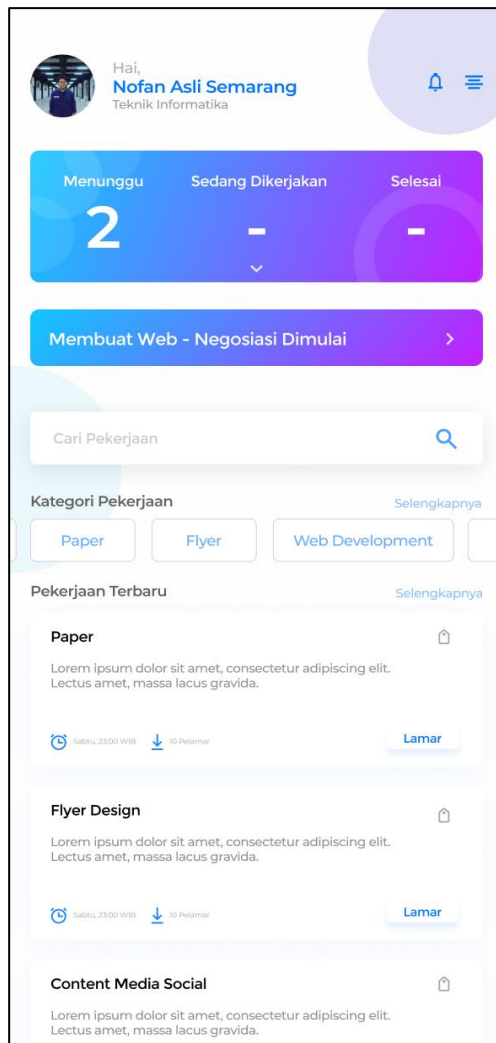 Hai,
Nofan Asli Semarang
Teknik Informatika
Menunggu Sedang Dikerjakan Selesai
2 - -
Membuat Web - Negosiasi Dimulai
Cari Pekerjaan
Kategori Pekerjaan Selengkapnya
Paper Flyer Web Development
Pekerjaan Terbaru Selengkapnya
Paper
Lorem ipsum dolor sit amet, consectetur adipiscing elit.
Lectus amet, massa lacus gravida.
Sabtu, 23:00 WIB 10 Pelamar Lamar
Flyer Design
Lorem ipsum dolor sit amet, consectetur adipiscing elit.
Lectus amet, massa lacus gravida.
Sabtu, 23:00 WIB 10 Pelamar Lamar
Content Media Social
Lorem ipsum dolor sit amet, consectetur adipiscing elit.
Lectus amet, massa lacus gravida.